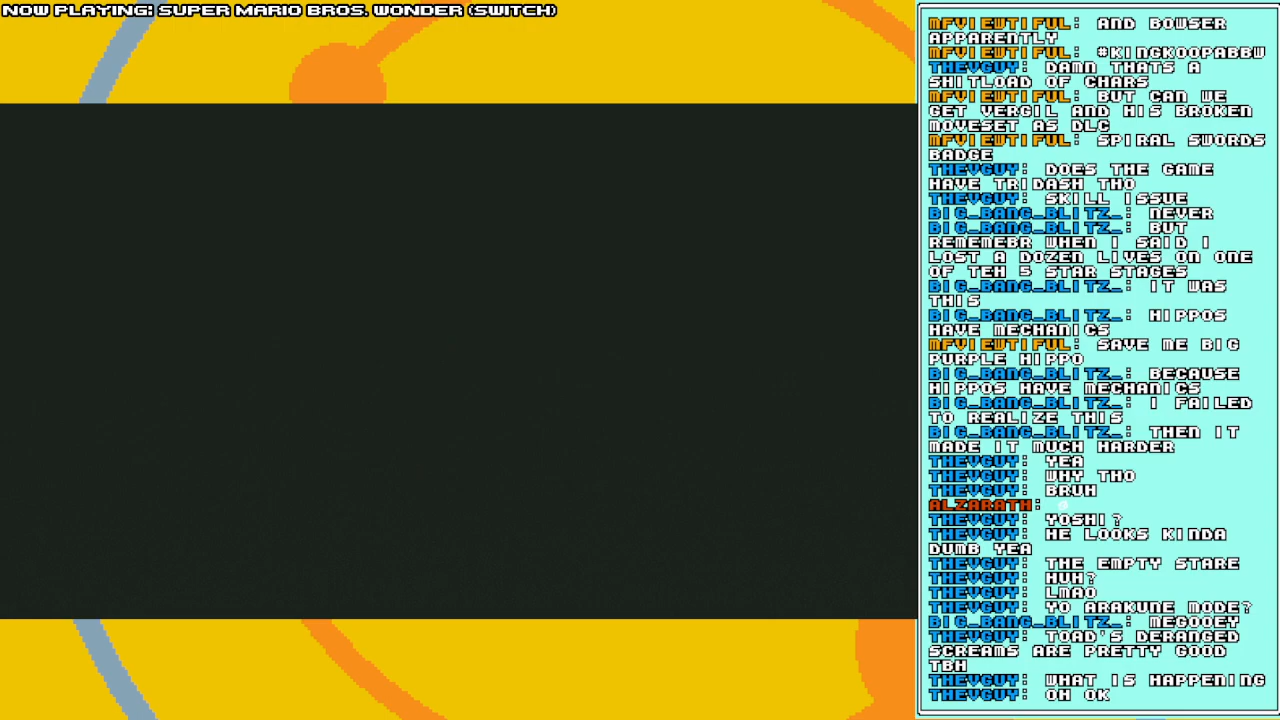 NOW PLAYING: SUPER MARIO BROS. WONDER (SWITCH)
MFVIEWTIFUL: AND BOWSER
APPARENTLY
MFVIEWTIFUL: #KINGKOOPABBW
THEVGUY: DAMN THATS A
SHITLOAD OF CHARS
MFVIEWTIFUL: BUT CAN WE
GET VERGIL AND HIS BROKEN
MOVESET AS DLC
MFVIEWTIFUL: SPIRAL SWORDS
BADGE
THEVGUY: DOES THE GAME
HAVE TRIDASH THO
THEVGUY: SKILL ISSUE
BIG_BANG_BLITZ_: NEVER
BIG_BANG_BLITZ_: BUT
REMEMEBR WHEN I SAID I
LOST A DOZEN LIVES ON ONE
OF TEH 5 STAR STAGES
BIG_BANG_BLITZ_: IT WAS
THIS
BIG_BANG_BLITZ_: HIPPOS
HAVE MECHANICS
MFVIEWTIFUL: SAVE ME BIG
PURPLE HIPPO
BIG_BANG_BLITZ_: BECAUSE
HIPPOS HAVE MECHANICS
BIG_BANG_BLITZ_: I FAILED
TO REALIZE THIS
BIG_BANG_BLITZ_: THEN IT
MADE IT MUCH HARDER
THEVGUY: YEA
THEVGUY: WHY THO
THEVGUY: BRUH
ALZARATH:
THEVGUY: YOSHI?
THEVGUY: HE LOOKS KINDA
DUMB YEA
THEVGUY: THE EMPTY STARE
THEVGUY: HUH?
THEVGUY: LMAO
THEVGUY: YO ARAKUNE MODE?
BIG_BANG_BLITZ_: MEGOOEY
THEVGUY: TOAD'S DERANGED
SCREAMS ARE PRETTY GOOD
TBH
THEVGUY: WHAT IS HAPPENING
THEVGUY: OH OK